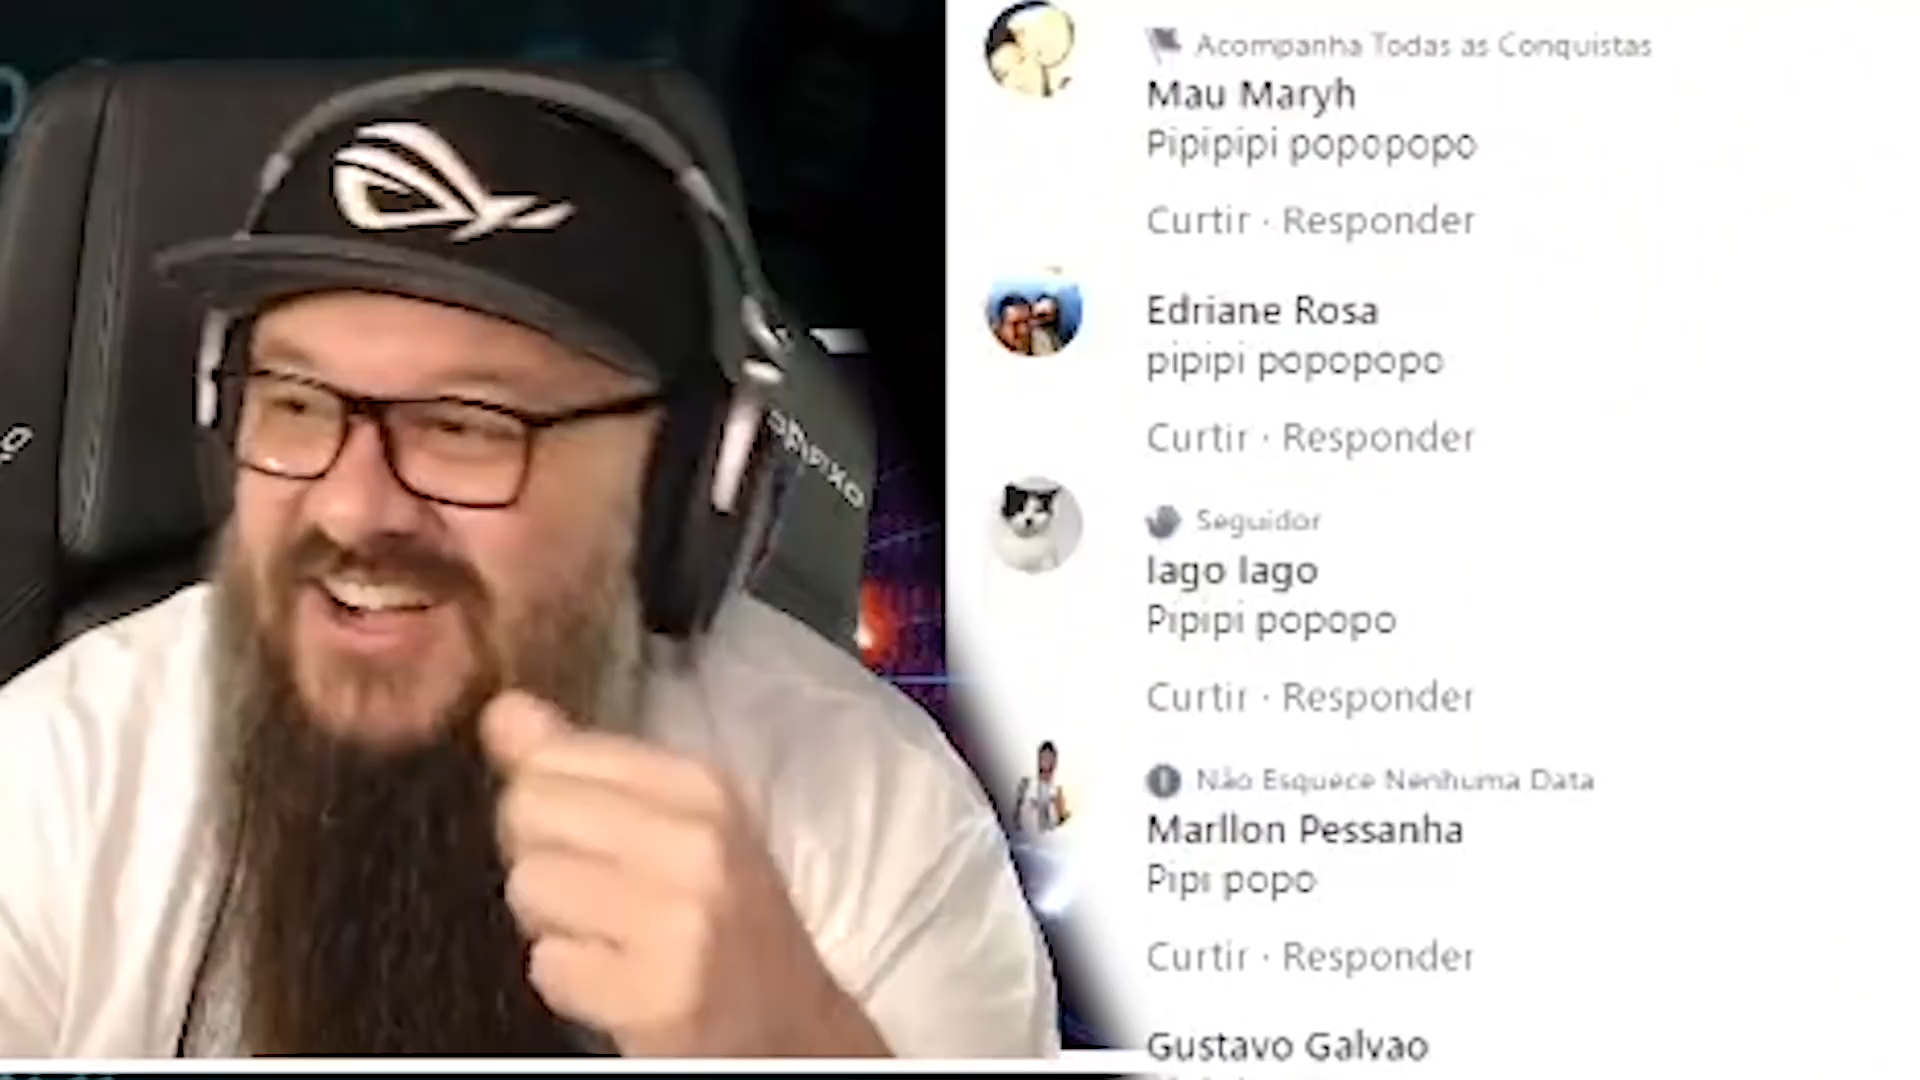 Acompanha Todas as Conquistas
Mau Maryh
Pipipipi popopopo
Curtir · Responder
Edriane Rosa
pipipi popopopo
Curtir · Responder
Seguidor
Iago Iago
Pipipi popopo
Curtir · Responder
Não Esquece Nenhuma Data
Marllon Pessanha
Pipi popo
Curtir · Responder
Gustavo Galvao